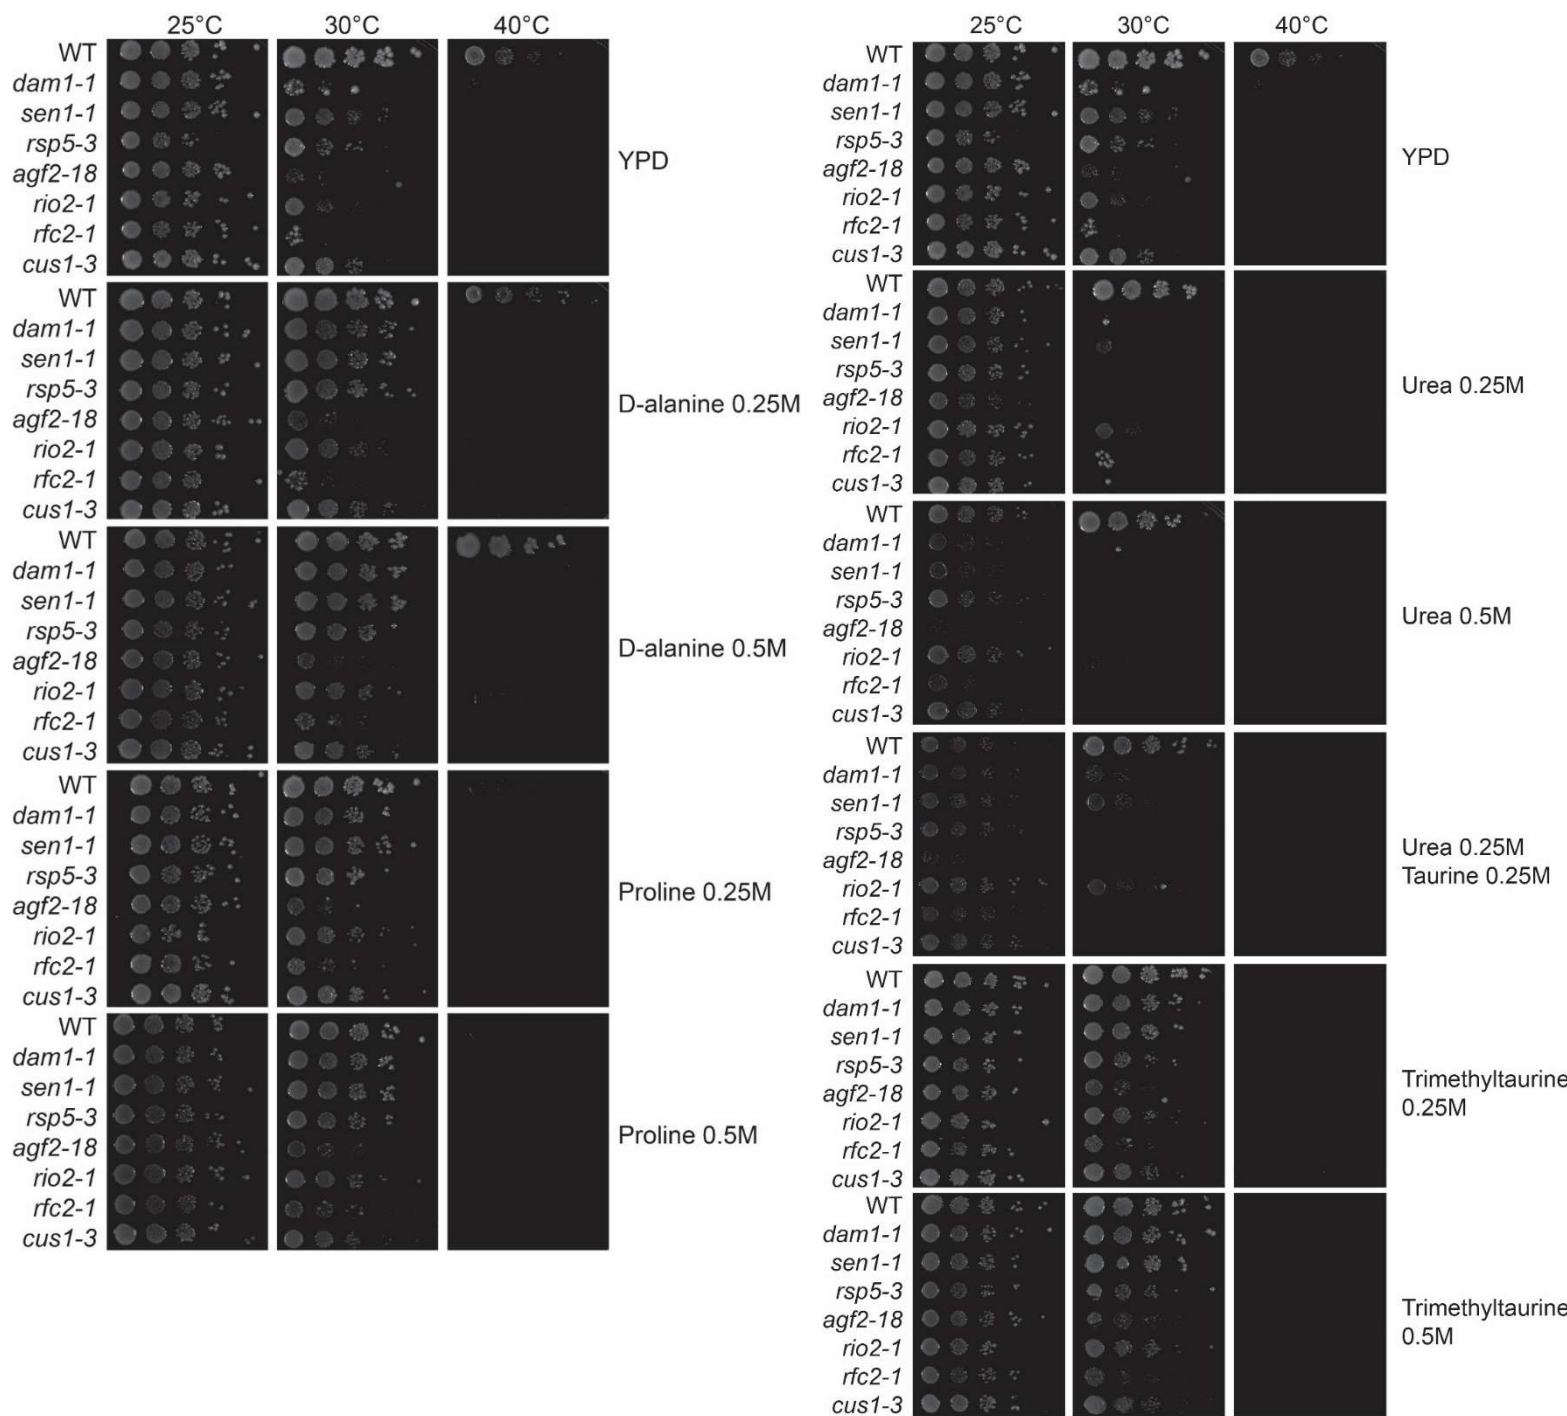 25°C 30°C 40°C
WT
dam1-1
sen1-1
rsp5-3
agf2-18
rio2-1
rfc2-1
cus1-3
YPD
WT
dam1-1
sen1-1
rsp5-3
agf2-18
rio2-1
rfc2-1
cus1-3
D-alanine 0.25M
WT
dam1-1
sen1-1
rsp5-3
agf2-18
rio2-1
rfc2-1
cus1-3
D-alanine 0.5M
WT
dam1-1
sen1-1
rsp5-3
agf2-18
rio2-1
rfc2-1
cus1-3
Proline 0.25M
WT
dam1-1
sen1-1
rsp5-3
agf2-18
rio2-1
rfc2-1
cus1-3
Proline 0.5M
25°C 30°C 40°C
WT
dam1-1
sen1-1
rsp5-3
agf2-18
rio2-1
rfc2-1
cus1-3
YPD
WT
dam1-1
sen1-1
rsp5-3
agf2-18
rio2-1
rfc2-1
cus1-3
Urea 0.25M
WT
dam1-1
sen1-1
rsp5-3
agf2-18
rio2-1
rfc2-1
cus1-3
Urea 0.5M
WT
dam1-1
sen1-1
rsp5-3
agf2-18
rio2-1
rfc2-1
cus1-3
Urea 0.25M
Taurine 0.25M
WT
dam1-1
sen1-1
rsp5-3
agf2-18
rio2-1
rfc2-1
cus1-3
Trimethyltaurine
0.25M
WT
dam1-1
sen1-1
rsp5-3
agf2-18
rio2-1
rfc2-1
cus1-3
Trimethyltaurine
0.5M